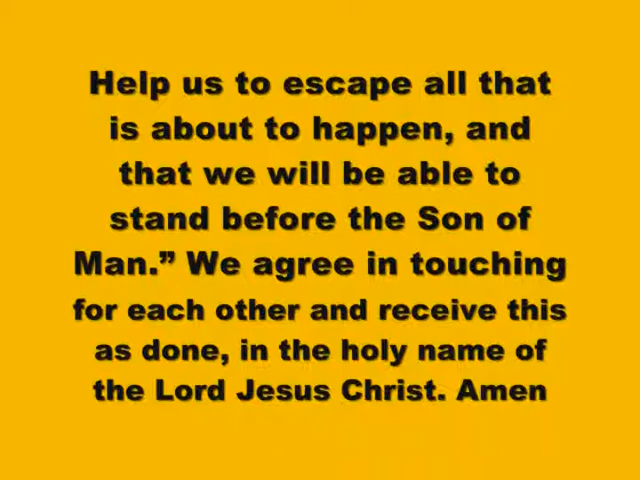 Help us to escape all that
is about to happen, and
that we will be able to
stand before the Son of
Man.” We agree in touching
for each other and receive this
as done, in the holy name of
the Lord Jesus Christ. Amen